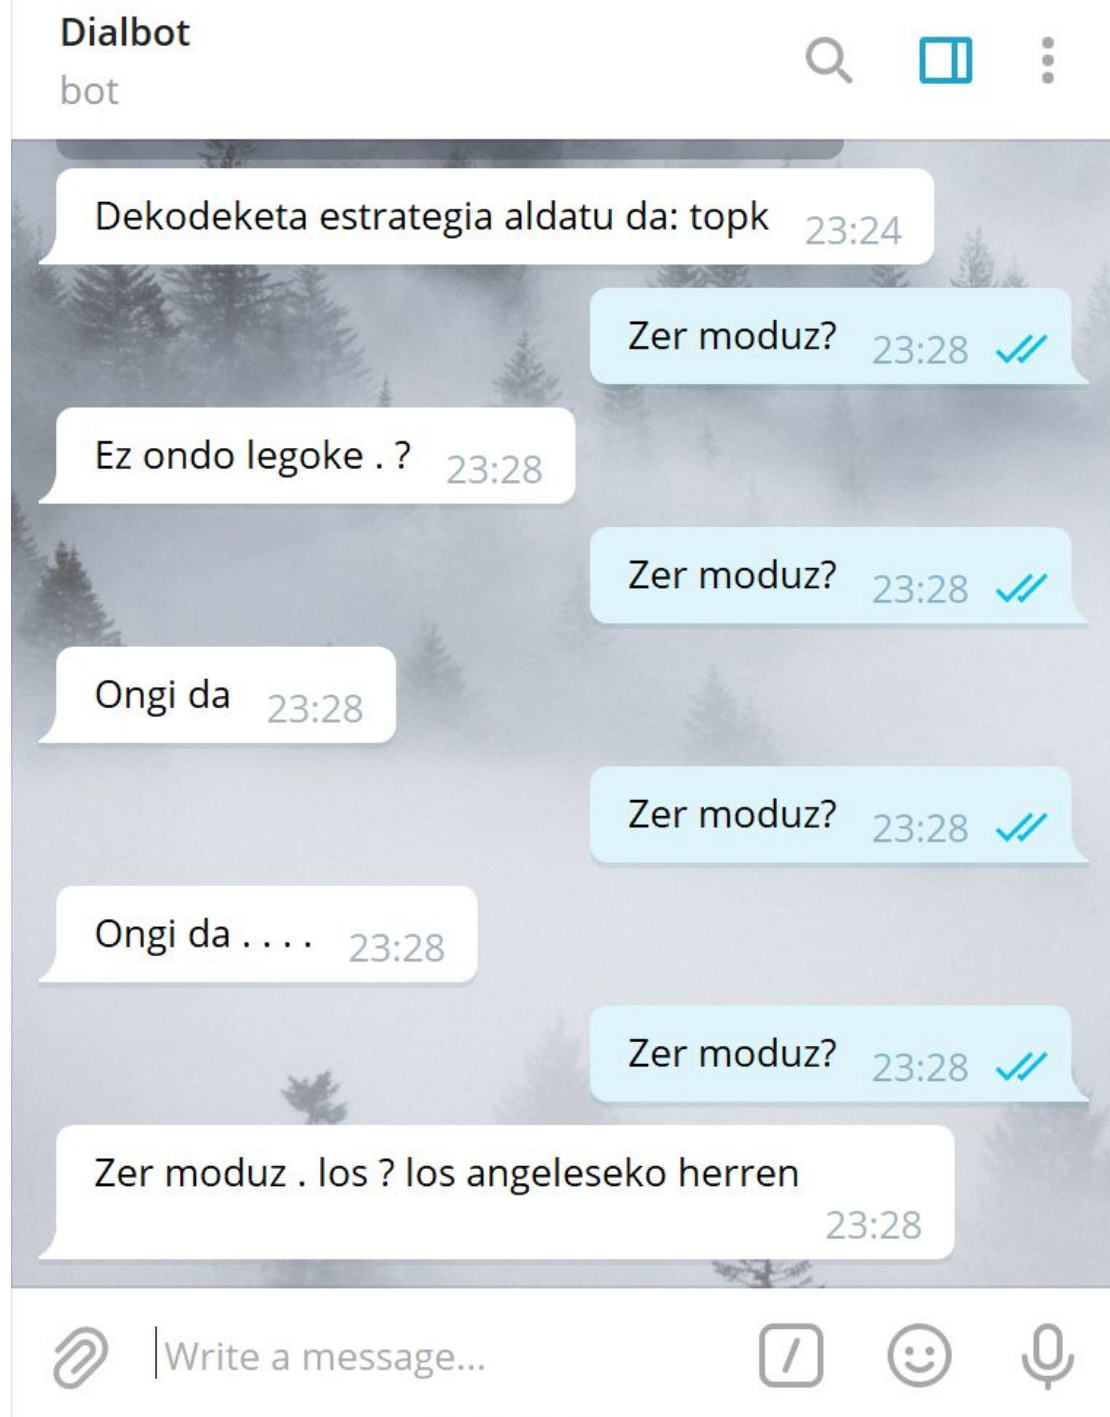 Dialbot
bot
Dekodeketa estrategia aldatu da: topk 23:24
Zer moduz? 23:28
Ez ondo legoke . ? 23:28
Zer moduz? 23:28
Ongi da 23:28
Zer moduz? 23:28
Ongi da . . . . 23:28
Zer moduz? 23:28
Zer moduz . los ? los angeleseko herren
23:28
Write a message...